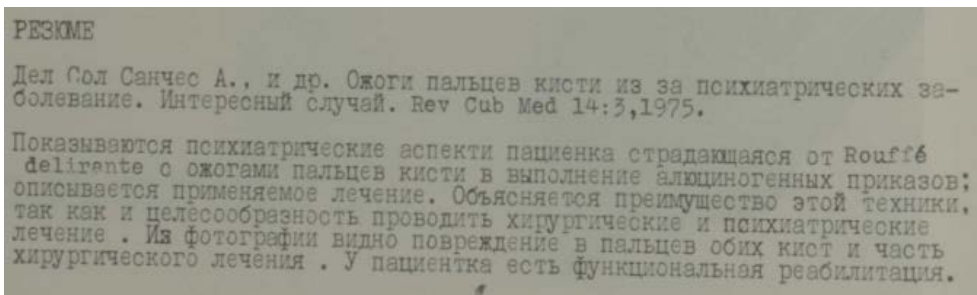 РЕЗЮМЕ
Дел Сол Санчес А., и др. Ожоги пальцев кисти из за психиатрических за-
болевание. Интересный случай. Rev Cub Med 14:3,1975.
Показываются психиатрические аспекти пациенка страдающаяся от Rouffé
delirante с ожогами пальцев кисти в выполнение алюциногенных приказов;
описывается применяемое лечение. Объясняется преимущество этой техники,
так как и целесообразность проводить хирургические и психиатрические
лечение . Из фотографии видно повреждение в пальцев обих кист и часть
хирургического лечения . У пациентка есть функциональная реабилитация.